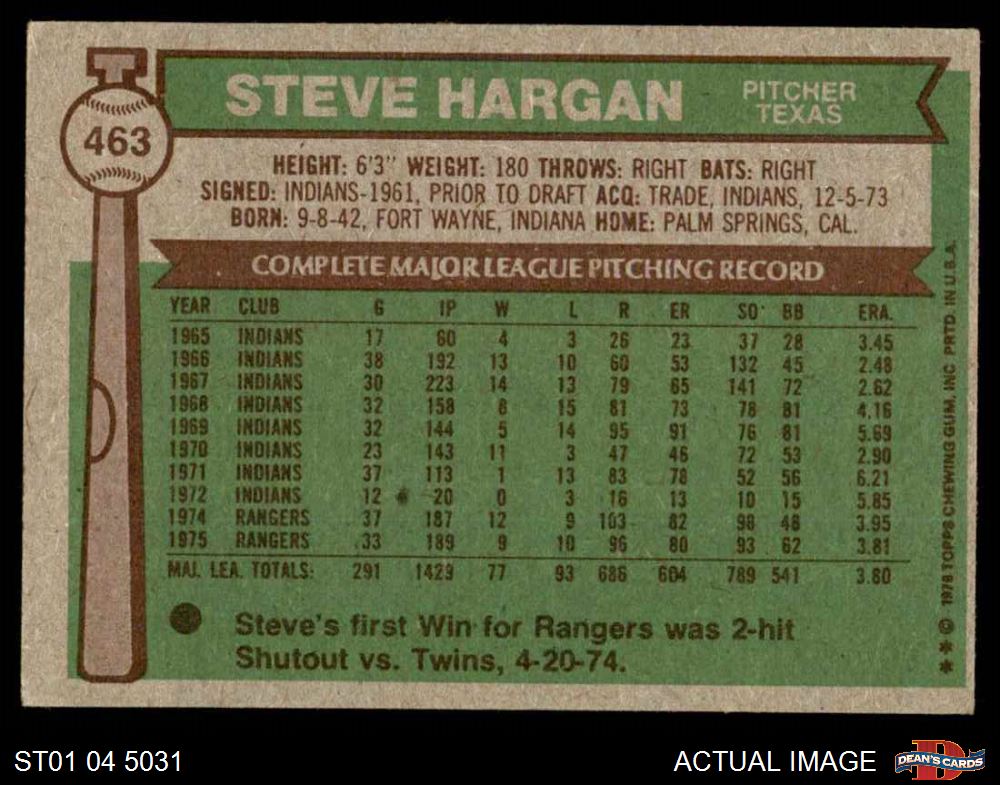 T
463
STEVE HARGAN
PITCHER
TEXAS
HEIGHT: 6'3" WEIGHT: 180 THROWS: RIGHT BATS: RIGHT
SIGNED: INDIANS-1961, PRIOR TO DRAFT ACQ: TRADE, INDIANS, 12-5-73
BORN: 9-8-42, FORT WAYNE, INDIANA HOME: PALM SPRINGS, CAL.
COMPLETE MAJOR LEAGUE PITCHING RECORD
YEAR CLUB G IP W L R ER SO BB ERA.
1965 INDIANS 17 60 4 3 26 23 37 28 3.45
1966 INDIANS 38 192 13 10 60 53 132 45 2.48
1967 INDIANS 30 223 14 13 79 65 141 72 2.62
1968 INDIANS 32 158 8 15 81 73 78 81 4.16
1969 INDIANS 32 144 5 14 95 91 76 81 5.69
1970 INDIANS 23 143 11 3 47 46 72 53 2.90
1971 INDIANS 37 113 1 13 83 78 52 56 6.21
1972 INDIANS 12 20 0 3 16 13 10 15 5.85
1974 RANGERS 37 187 12 9 103 82 98 48 3.95
1975 RANGERS 33 189 9 10 96 80 93 62 3.81
MAJ. LEA. TOTALS: 291 1429 77 93 686 604 789 541 3.80
Steve's first Win for Rangers was 2-hit
Shutout vs. Twins, 4-20-74.
* * © 1976 TOPPS CHEWING GUM, INC PRTD. IN U.S.A.
ST01 04 5031
ACTUAL IMAGE
D
DEAN'S CARDS